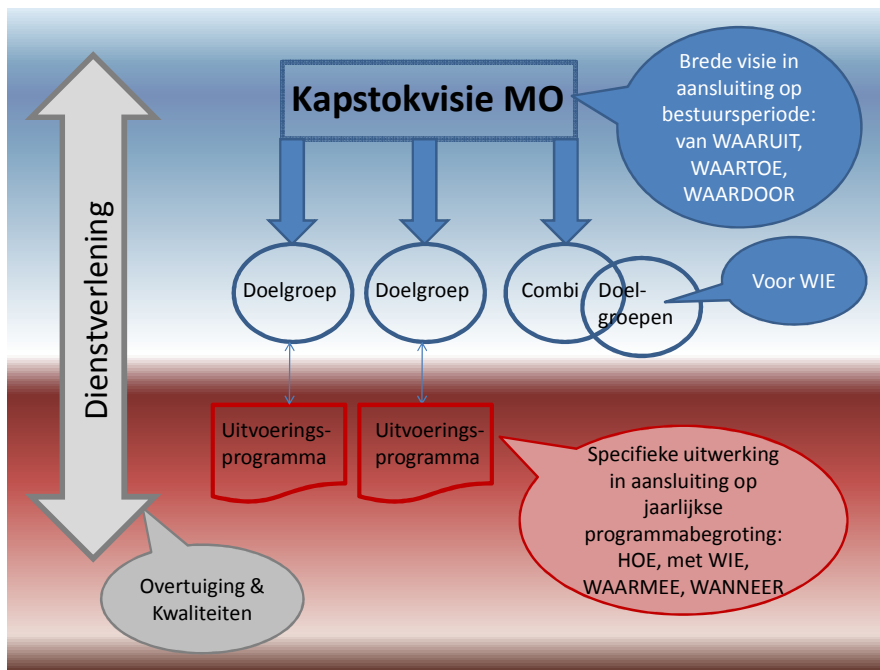 Kapstokvisie MO
Brede visie in
aansluiting op
bestuursperiode:
van WAARUIT,
WAARTOE,
WAARDOOR
Dienstverlening
Doelgroep
Doelgroep
Combi
Doel-
groepen
Voor WIE
Uitvoerings-
programma
Uitvoerings-
programma
Specifieke uitwerking
in aansluiting op
jaarlijkse
programmabegroting:
HOE, met WIE,
WAARMEE, WANNEER
Overtuiging &
Kwaliteiten